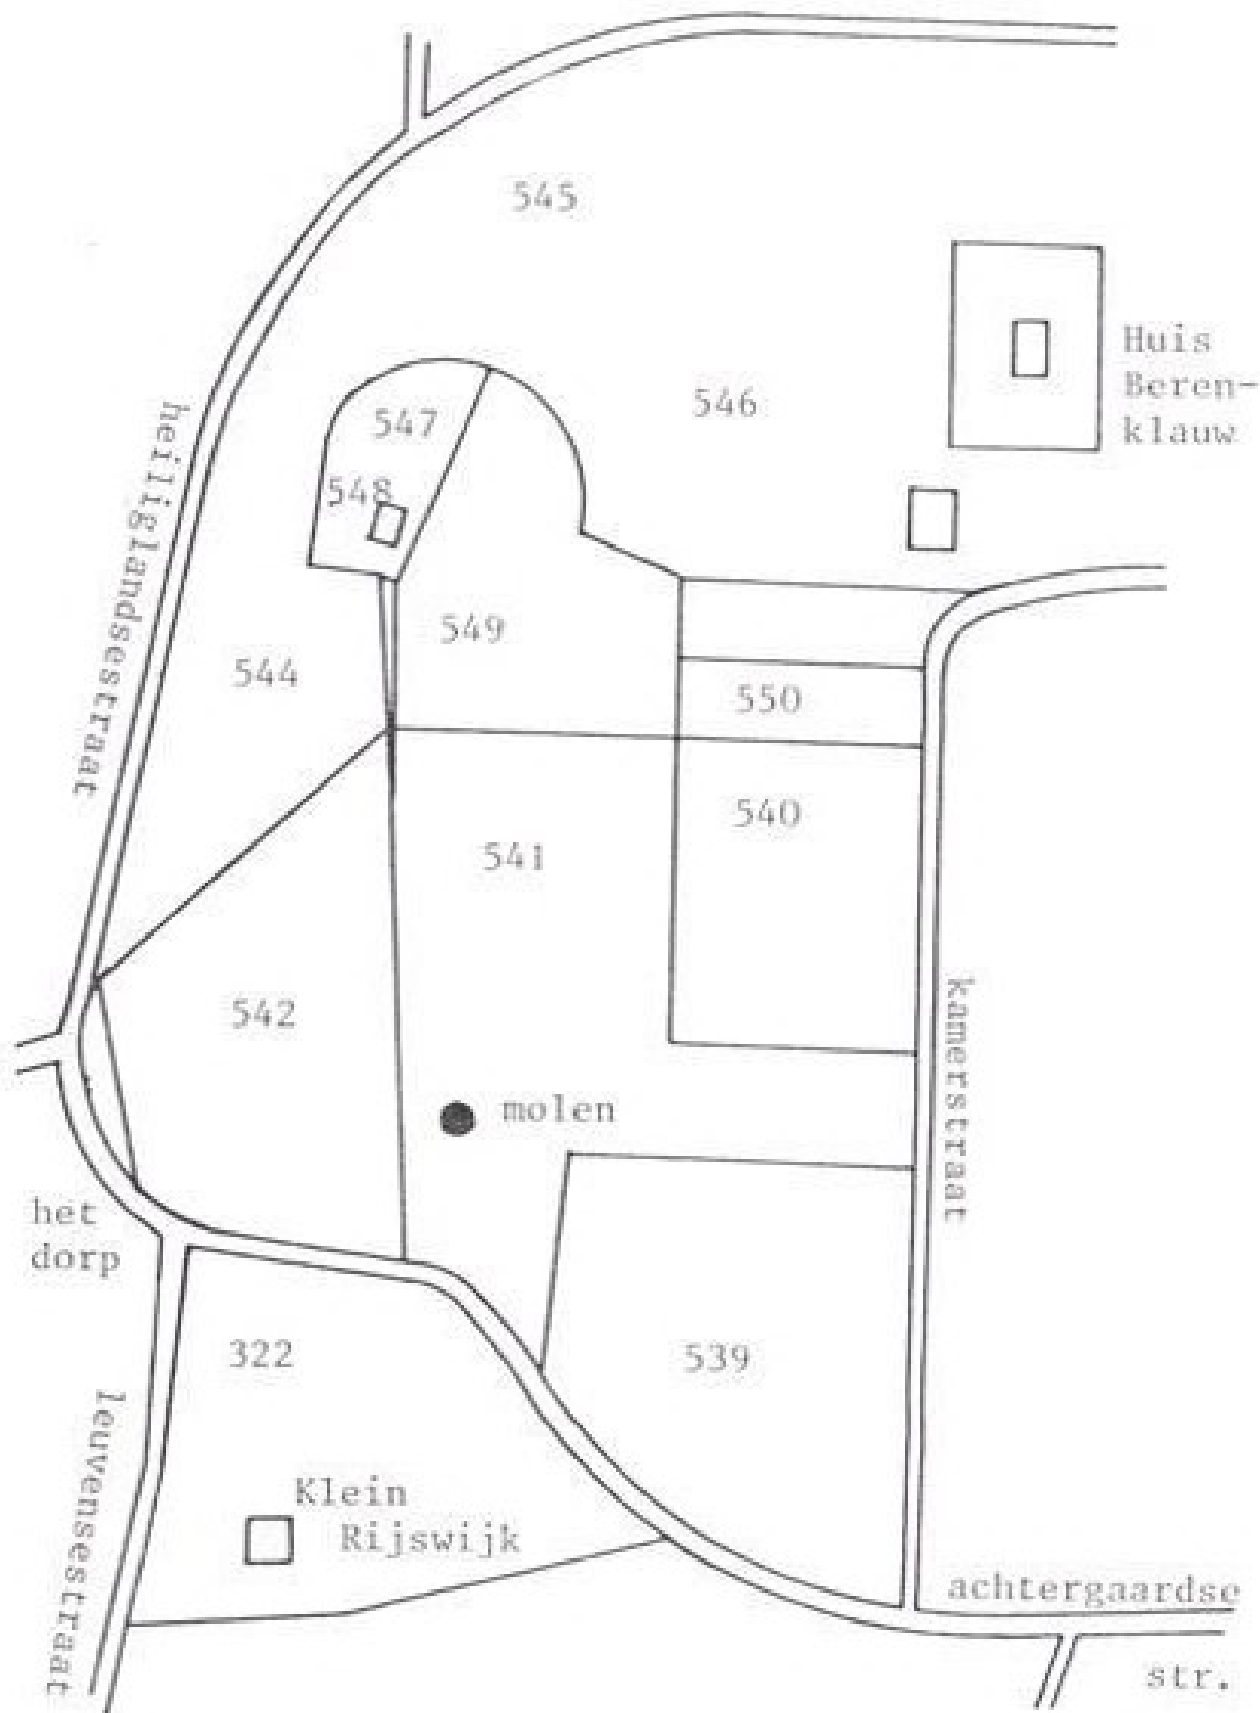 545
Huis
Beren-
klauw
546
547
548
heiliglandsestraat
549
544
550
540
541
542
kamerstraat
molen
het
dorp
322
539
leuvensestraat
Klein
Rijswijk
achtergaardse
str.